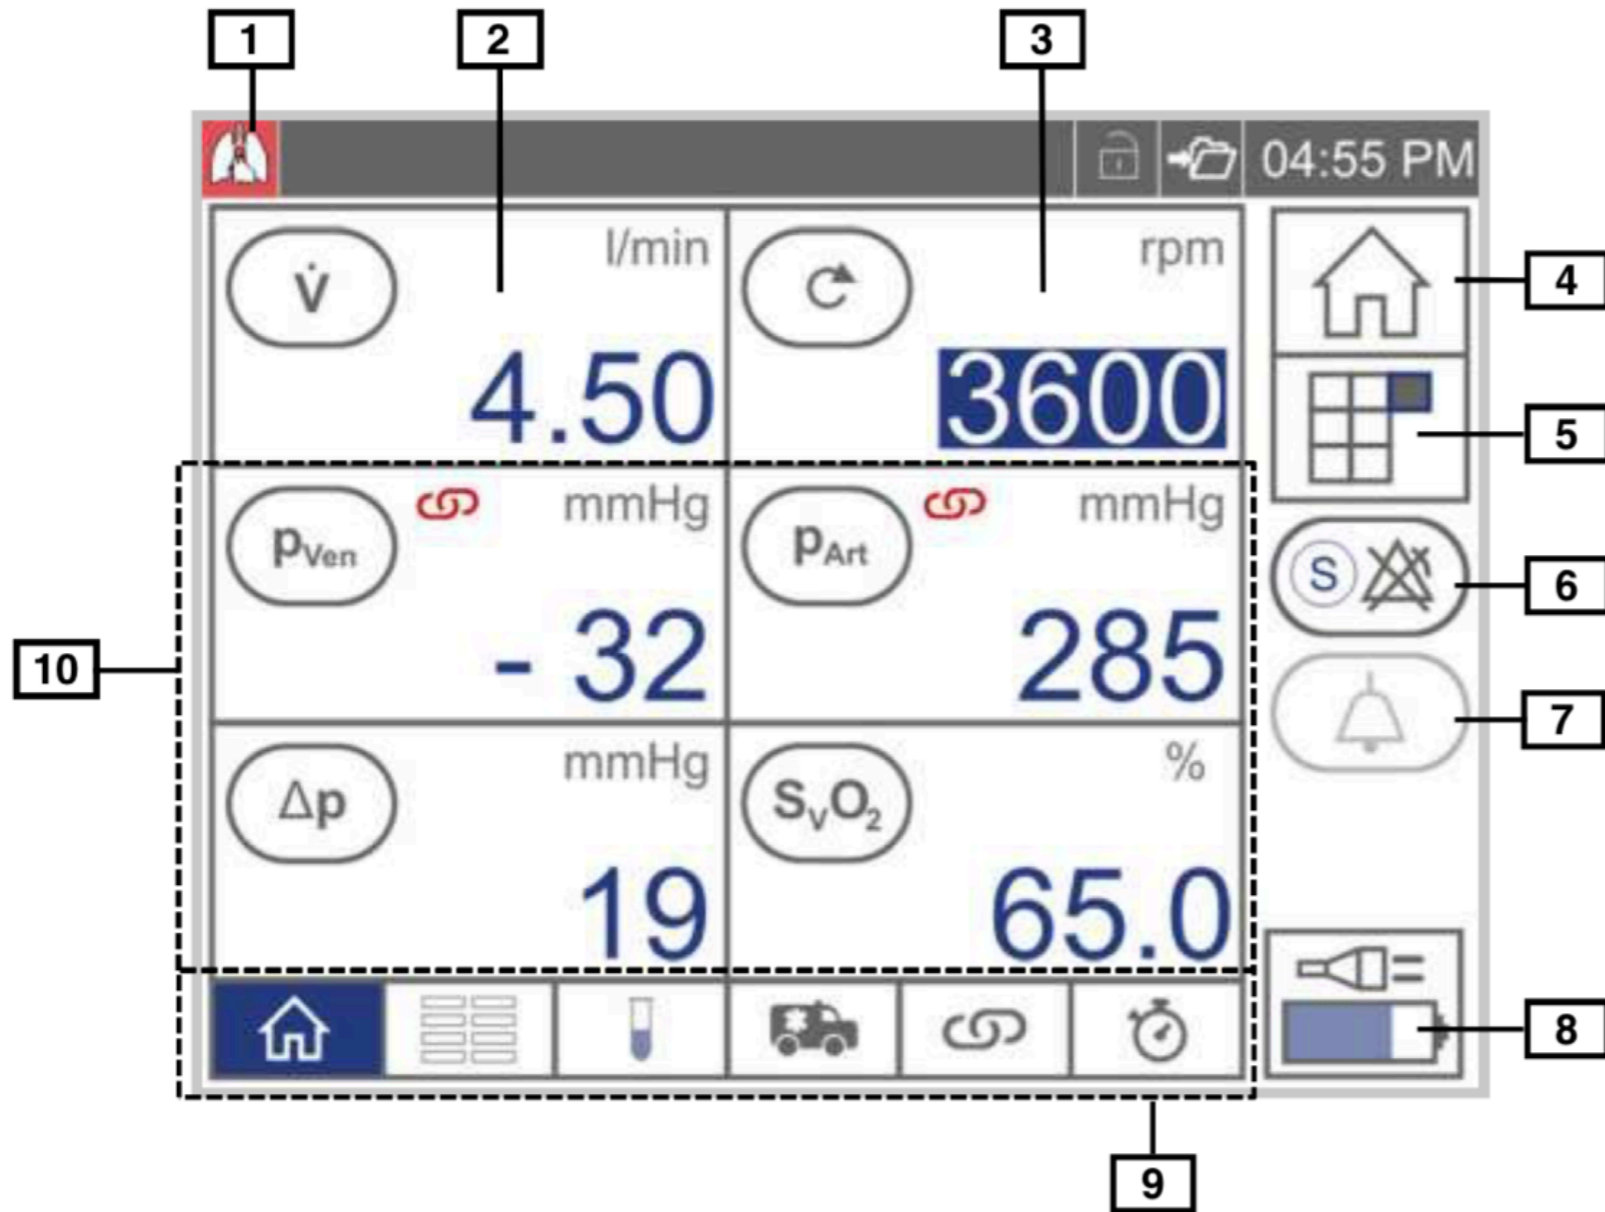 1 2 3
04:55 PM
V̇ l/min rpm
4
4.50 3600
5
pVen mmHg pArt mmHg
S 6
- 32 285
10
7
Δp mmHg SvO₂ %
19 65.0
8
9